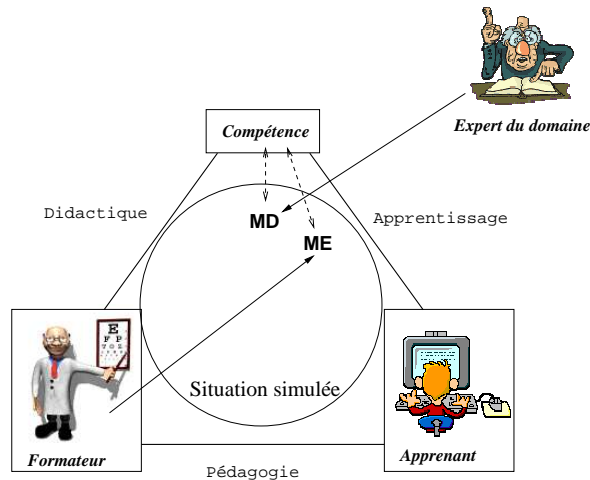 Expert du domaine
Compétence
Didactique
MD
Apprentissage
ME
E
F P
Situation simulée
Formateur
Apprenant
Pédagogie